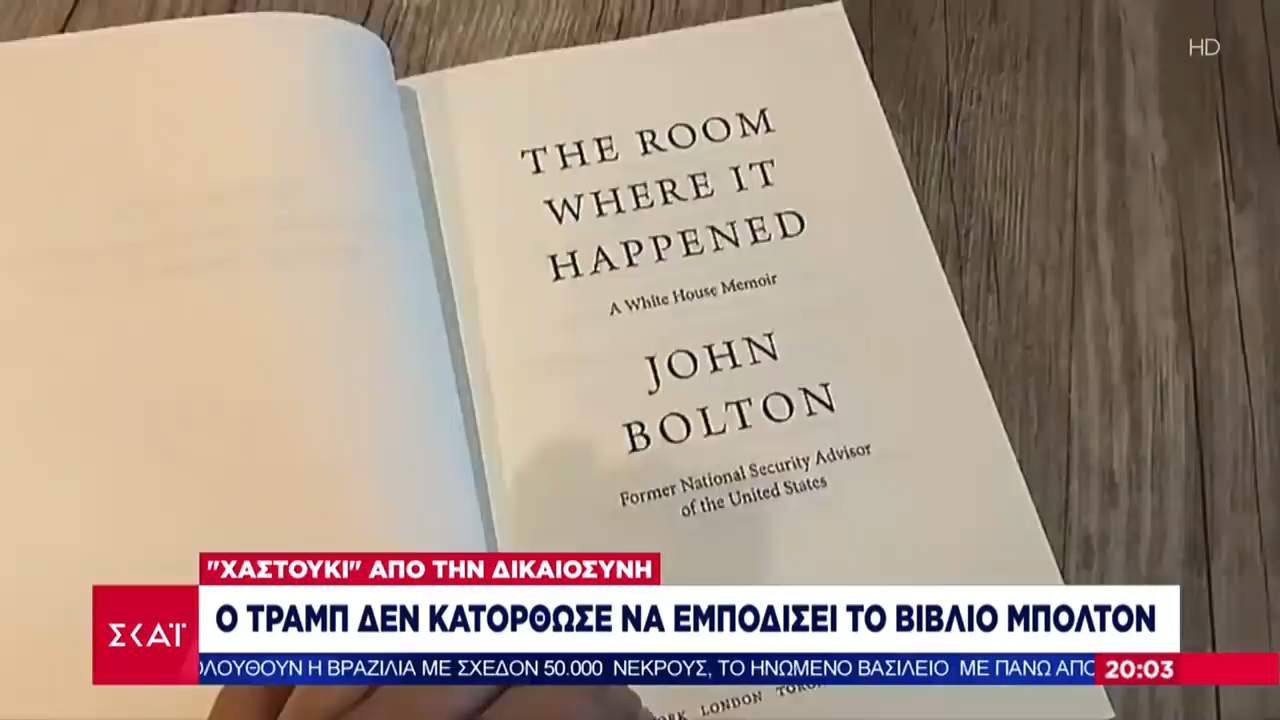 HD
THE ROOM
WHERE IT
HAPPENED
A White House Memoir
JOHN
BOLTON
Former National Security Advisor
of the United States
"ΧΑΣΤΟΥΚΙ" ΑΠΟ ΤΗΝ ΔΙΚΑΙΟΣΥΝΗ
ΣΚΑΪ
Ο ΤΡΑΜΠ ΔΕΝ ΚΑΤΟΡΘΩΣΕ ΝΑ ΕΜΠΟΔΙΣΕΙ ΤΟ ΒΙΒΛΙΟ ΜΠΟΛΤΟΝ
ΟΛΟΥΘΟΥΝ Η ΒΡΑΖΙΛΙΑ ΜΕ ΣΧΕΔΟΝ 50.000 ΝΕΚΡΟΥΣ, ΤΟ ΗΝΩΜΕΝΟ ΒΑΣΙΛΕΙΟ ΜΕ ΠΑΝΩ ΑΠΟ
20:03
LONDON